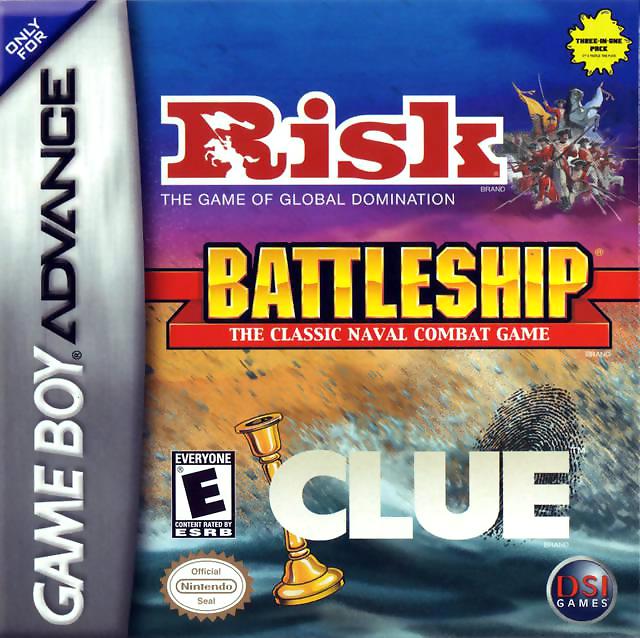 ONLY
FOR
GAME BOY ADVANCE
THREE-IN-ONE
PACK
Risk
BRAND
THE GAME OF GLOBAL DOMINATION
BATTLESHIP®
THE CLASSIC NAVAL COMBAT GAME
BRAND
CLUE™
BRAND
EVERYONE
E
®
CONTENT RATED BY
ESRB
Official
Nintendo
Seal
DSI
GAMES